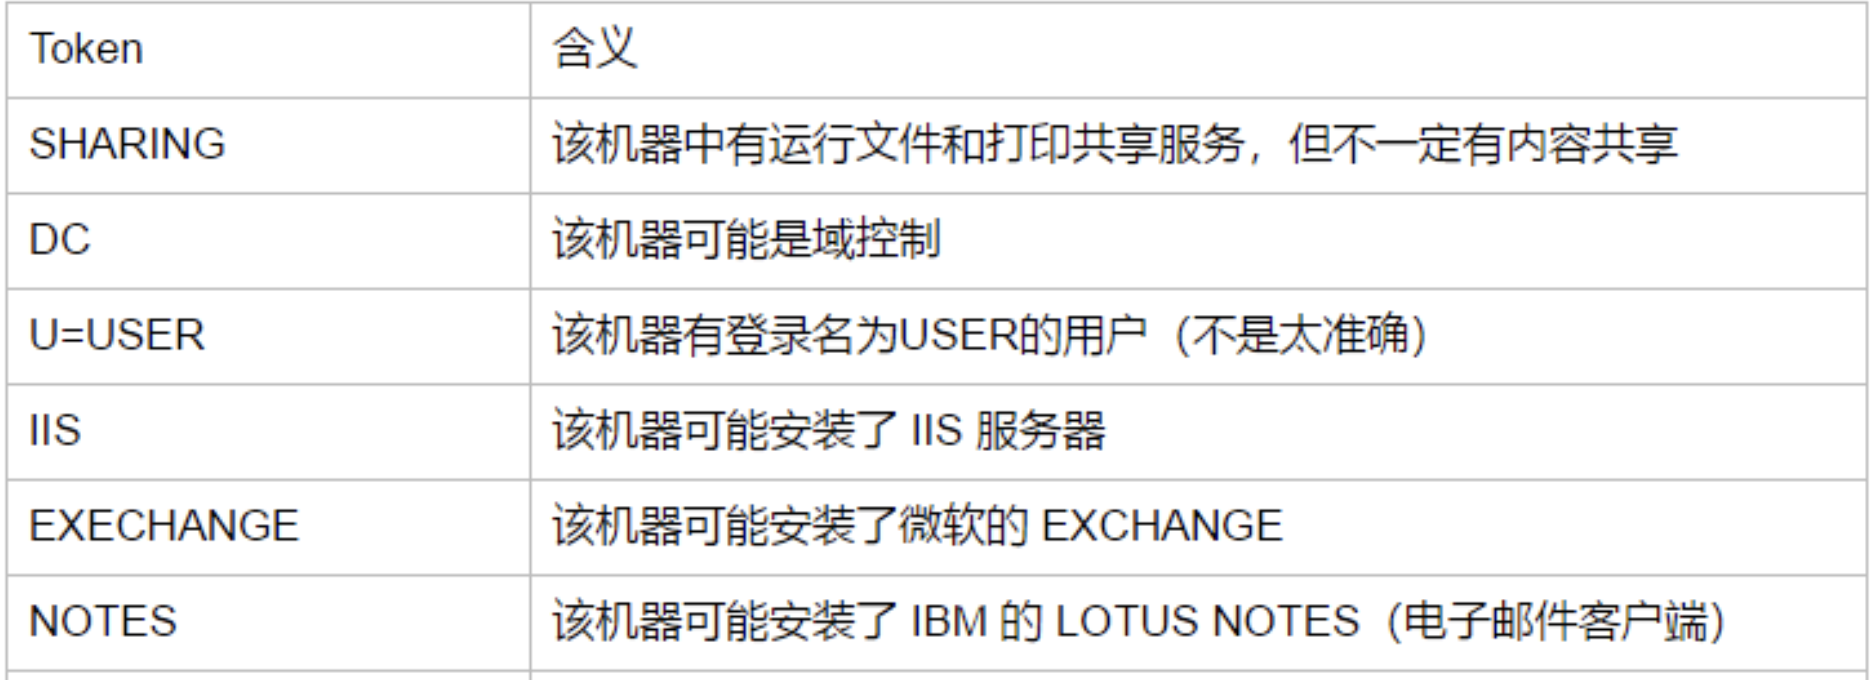 Token 含义
SHARING 该机器中有运行文件和打印共享服务，但不一定有内容共享
DC 该机器可能是域控制
U=USER 该机器有登录名为USER的用户（不是太准确）
IIS 该机器可能安装了 IIS 服务器
EXECHANGE 该机器可能安装了微软的 EXCHANGE
NOTES 该机器可能安装了 IBM 的 LOTUS NOTES（电子邮件客户端）